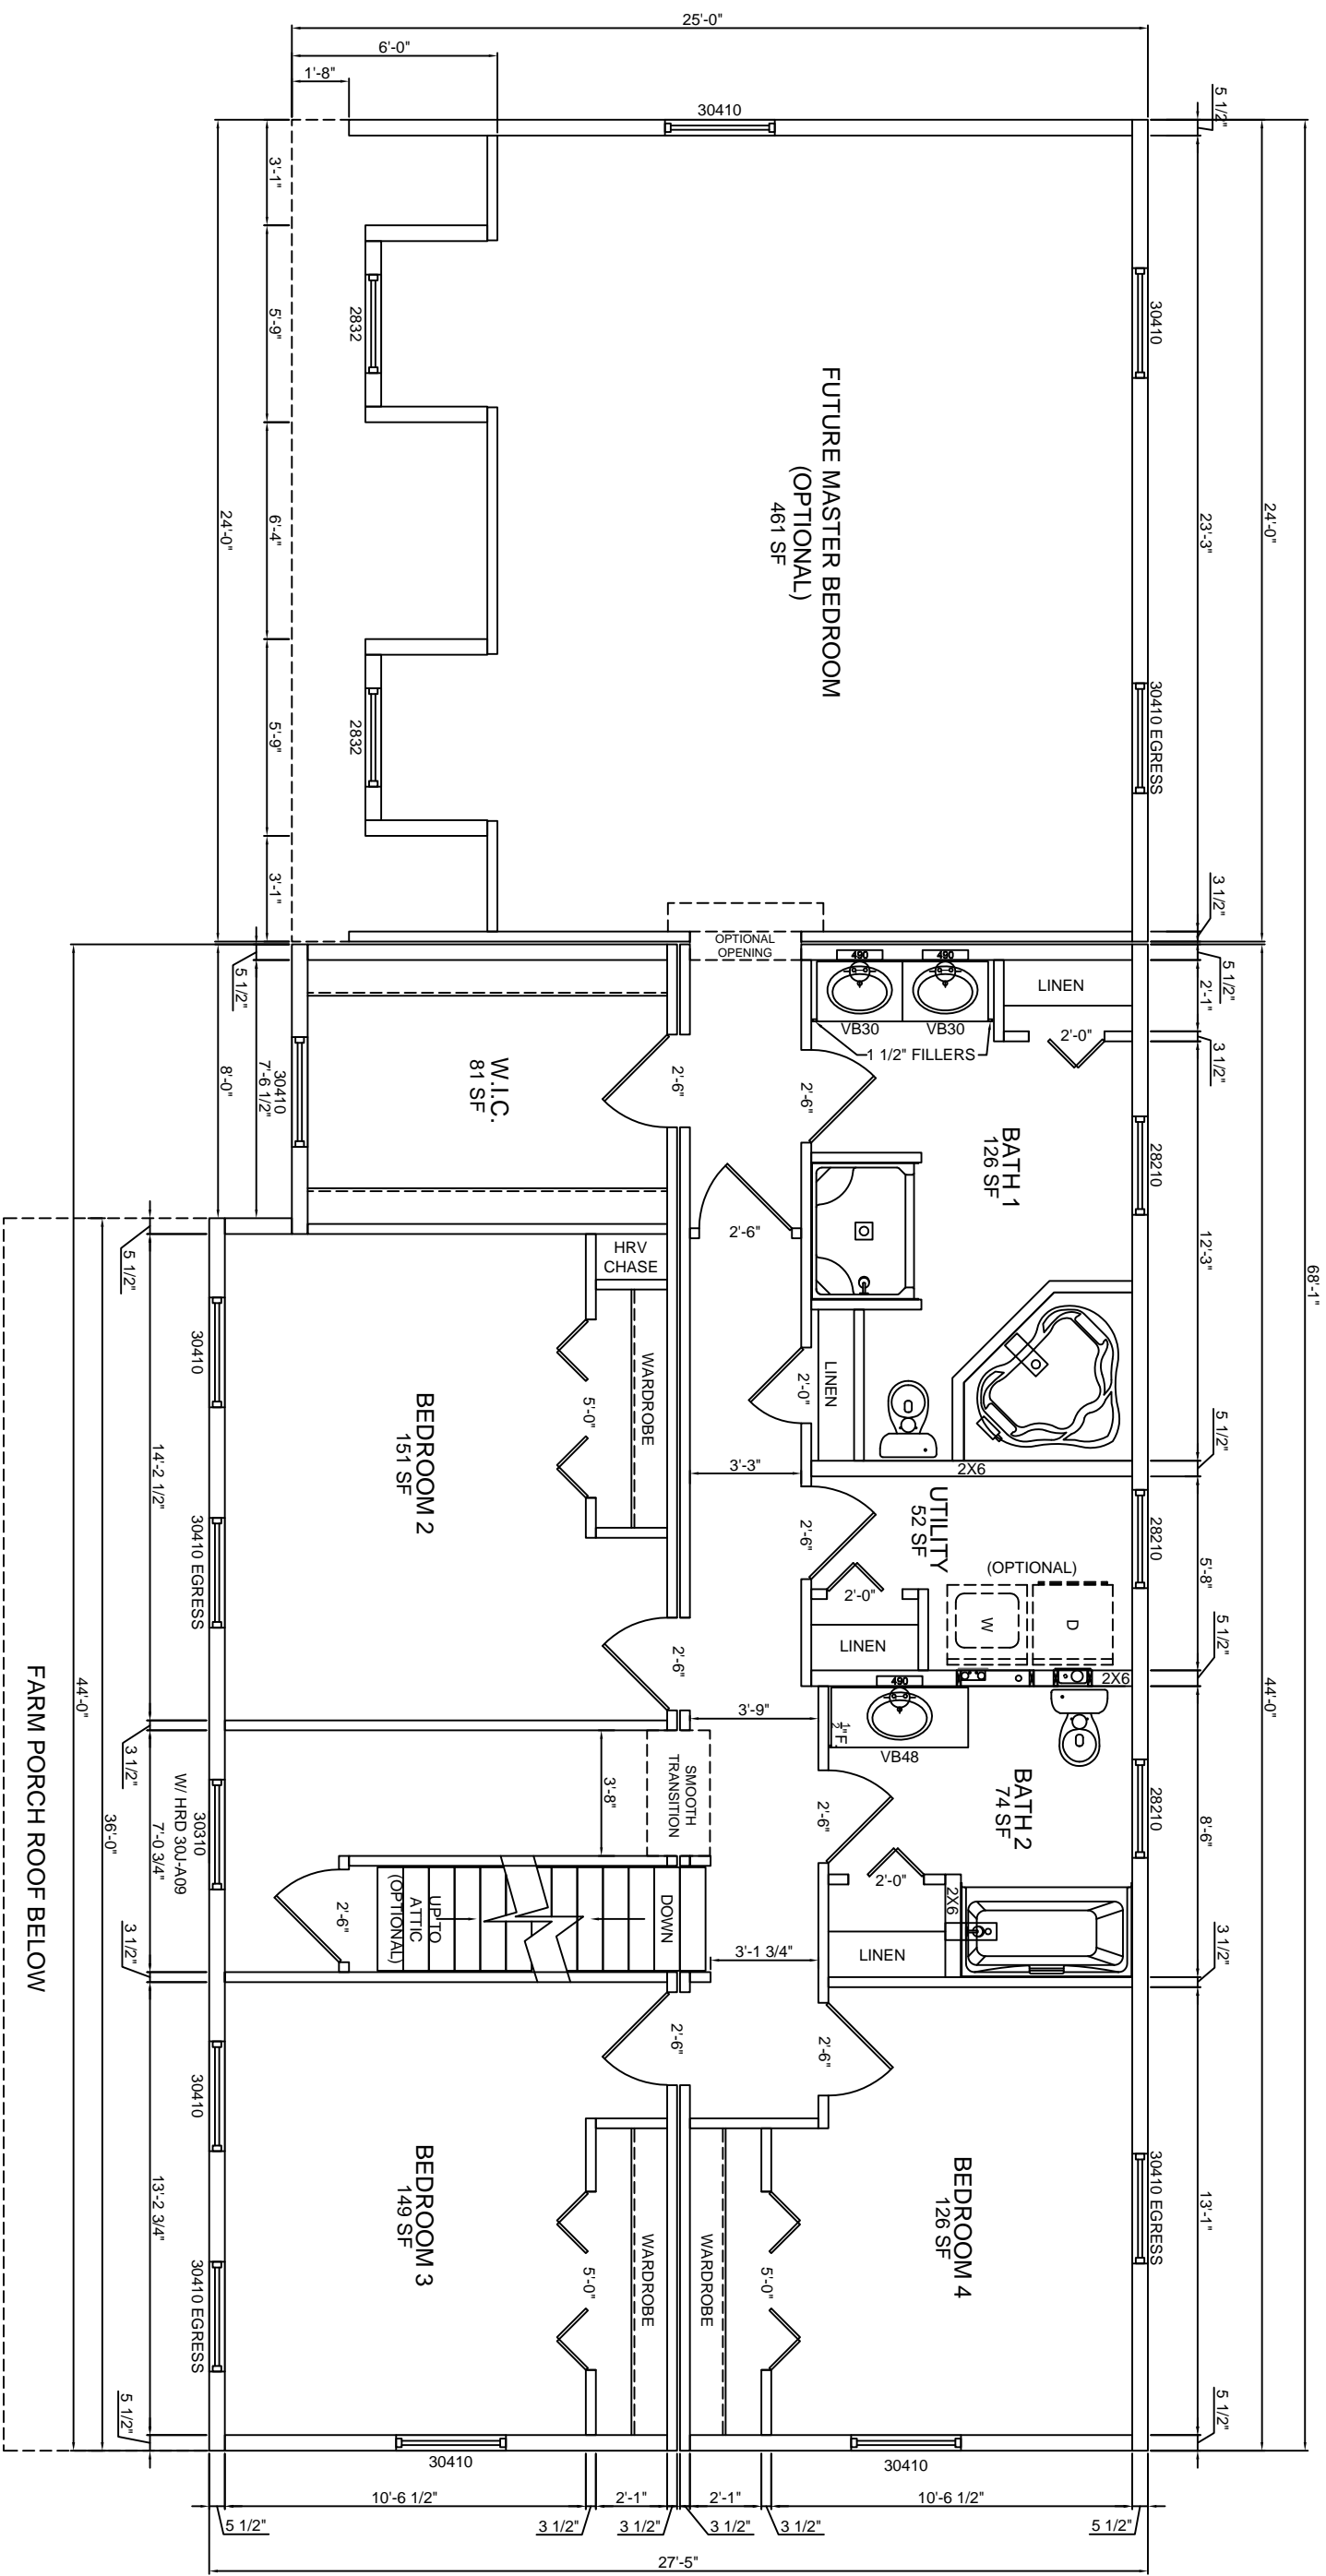 25'-0"
6'-0"
1'-8"
5 1/2"
24'-0"
68'-1"
23'-3"
3 1/2"
5 1/2"
2'-1"
3 1/2"
12'-3"
5 1/2"
5'-8"
5 1/2"
44'-0"
8'-6"
3 1/2"
13'-1"
5 1/2"
30410
30410
30410 EGRESS
28210
28210
28210
30410 EGRESS
FUTURE MASTER BEDROOM
(OPTIONAL)
461 SF
2832
2832
3'-1"
5'-9"
6'-4"
5'-9"
3'-1"
24'-0"
OPTIONAL
OPENING
490
490
VB30
VB30
1 1/2" FILLERS
LINEN
2'-0"
BATH 1
126 SF
2'-6"
2'-6"
2'-6"
W.I.C.
81 SF
30410
7'-6 1/2"
5 1/2"
8'-0"
LINEN
2'-0"
2X6
3'-3"
UTILITY
52 SF
(OPTIONAL)
W
D
2'-6"
2'-0"
LINEN
2X6
490
VB48
BATH 2
74 SF
2'-6"
2'-0"
2X6
LINEN
3'-9"
3'-1 3/4"
HRV
CHASE
WARDROBE
5'-0"
BEDROOM 2
151 SF
2'-6"
SMOOTH
TRANSITION
3'-8"
DOWN
UP TO
ATTIC
(OPTIONAL)
2'-6"
2'-6"
2'-6"
BEDROOM 3
149 SF
WARDROBE
5'-0"
WARDROBE
5'-0"
BEDROOM 4
126 SF
30410
30410 EGRESS
30310
W/ HRD 30J-A09
30410
30410 EGRESS
5 1/2"
14'-2 1/2"
3 1/2"
7'-0 3/4"
3 1/2"
13'-2 3/4"
5 1/2"
36'-0"
44'-0"
FARM PORCH ROOF BELOW
30410
30410
10'-6 1/2"
2'-1"
2'-1"
10'-6 1/2"
5 1/2"
3 1/2"
3 1/2"
3 1/2"
3 1/2"
5 1/2"
27'-5"